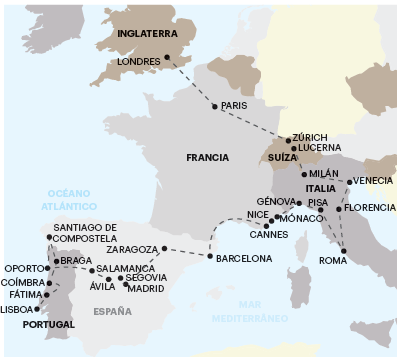 INGLATERRA
LONDRES
PARIS
ZÚRICH
LUCERNA
SUÍZA
FRANCIA
MILÁN
VENECIA
ITALIA
OCÉANO
ATLÁNTICO
GÉNOVA
PISA
FLORENCIA
NICE
MÓNACO
CANNES
SANTIAGO DE
COMPOSTELA
ZARAGOZA
BARCELONA
ROMA
BRAGA
OPORTO
SALAMANCA
SEGOVIA
COÍMBRA
ÁVILA
MADRID
FÁTIMA
LISBOA
ESPAÑA
MAR
MEDITERRÁNEO
PORTUGAL